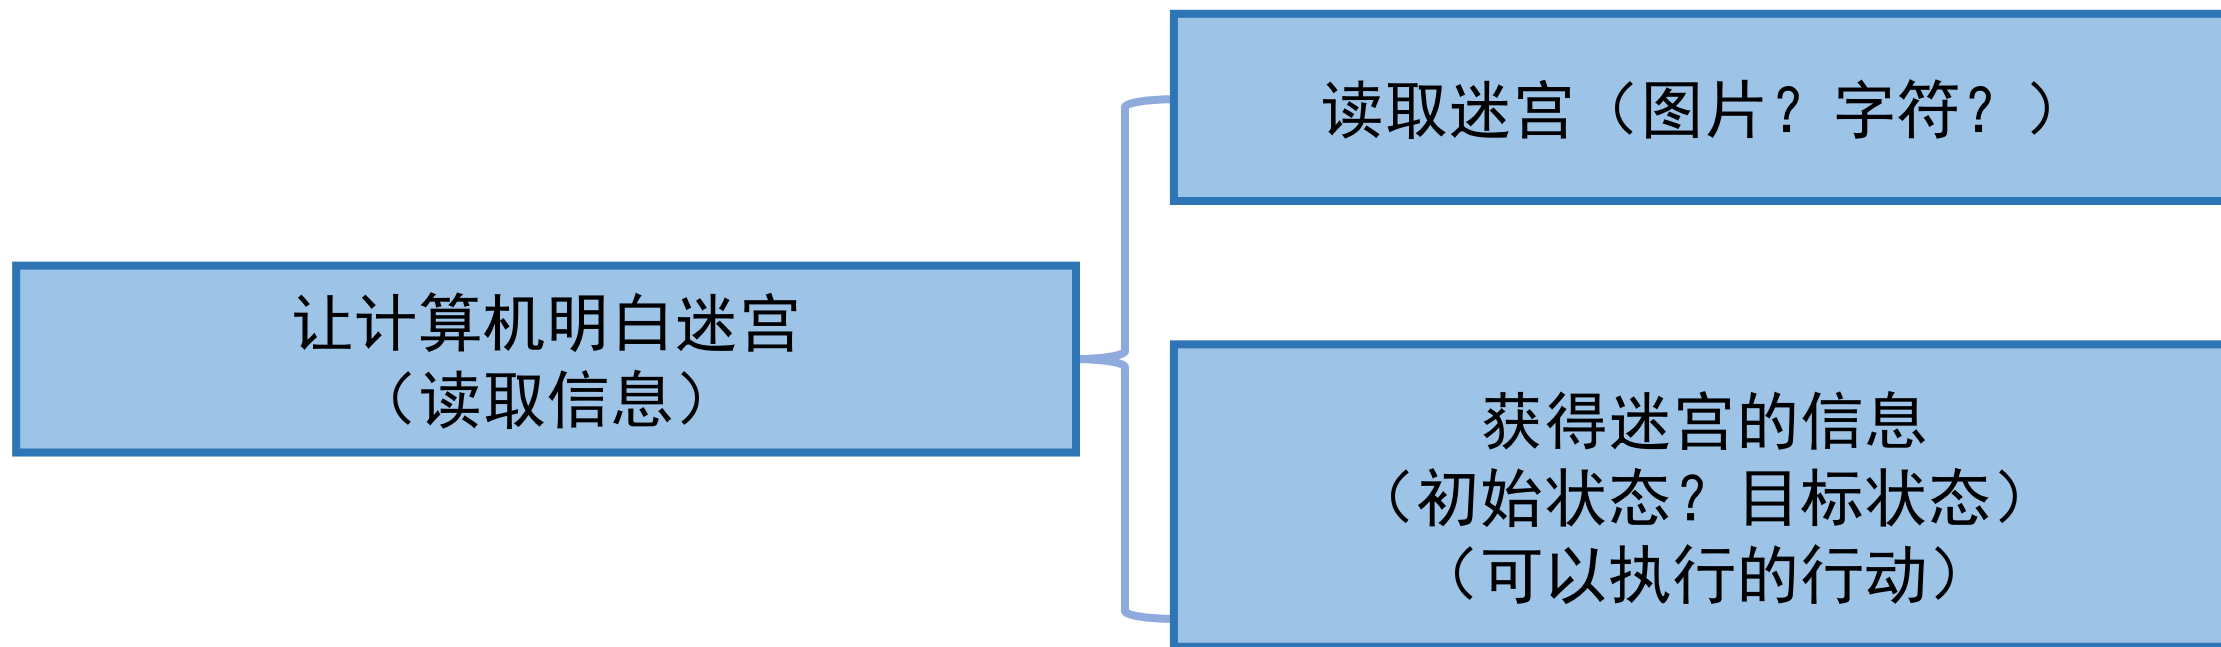 读取迷宫（图片？字符？）
让计算机明白迷宫
（读取信息）
获得迷宫的信息
（初始状态？目标状态）
（可以执行的行动）